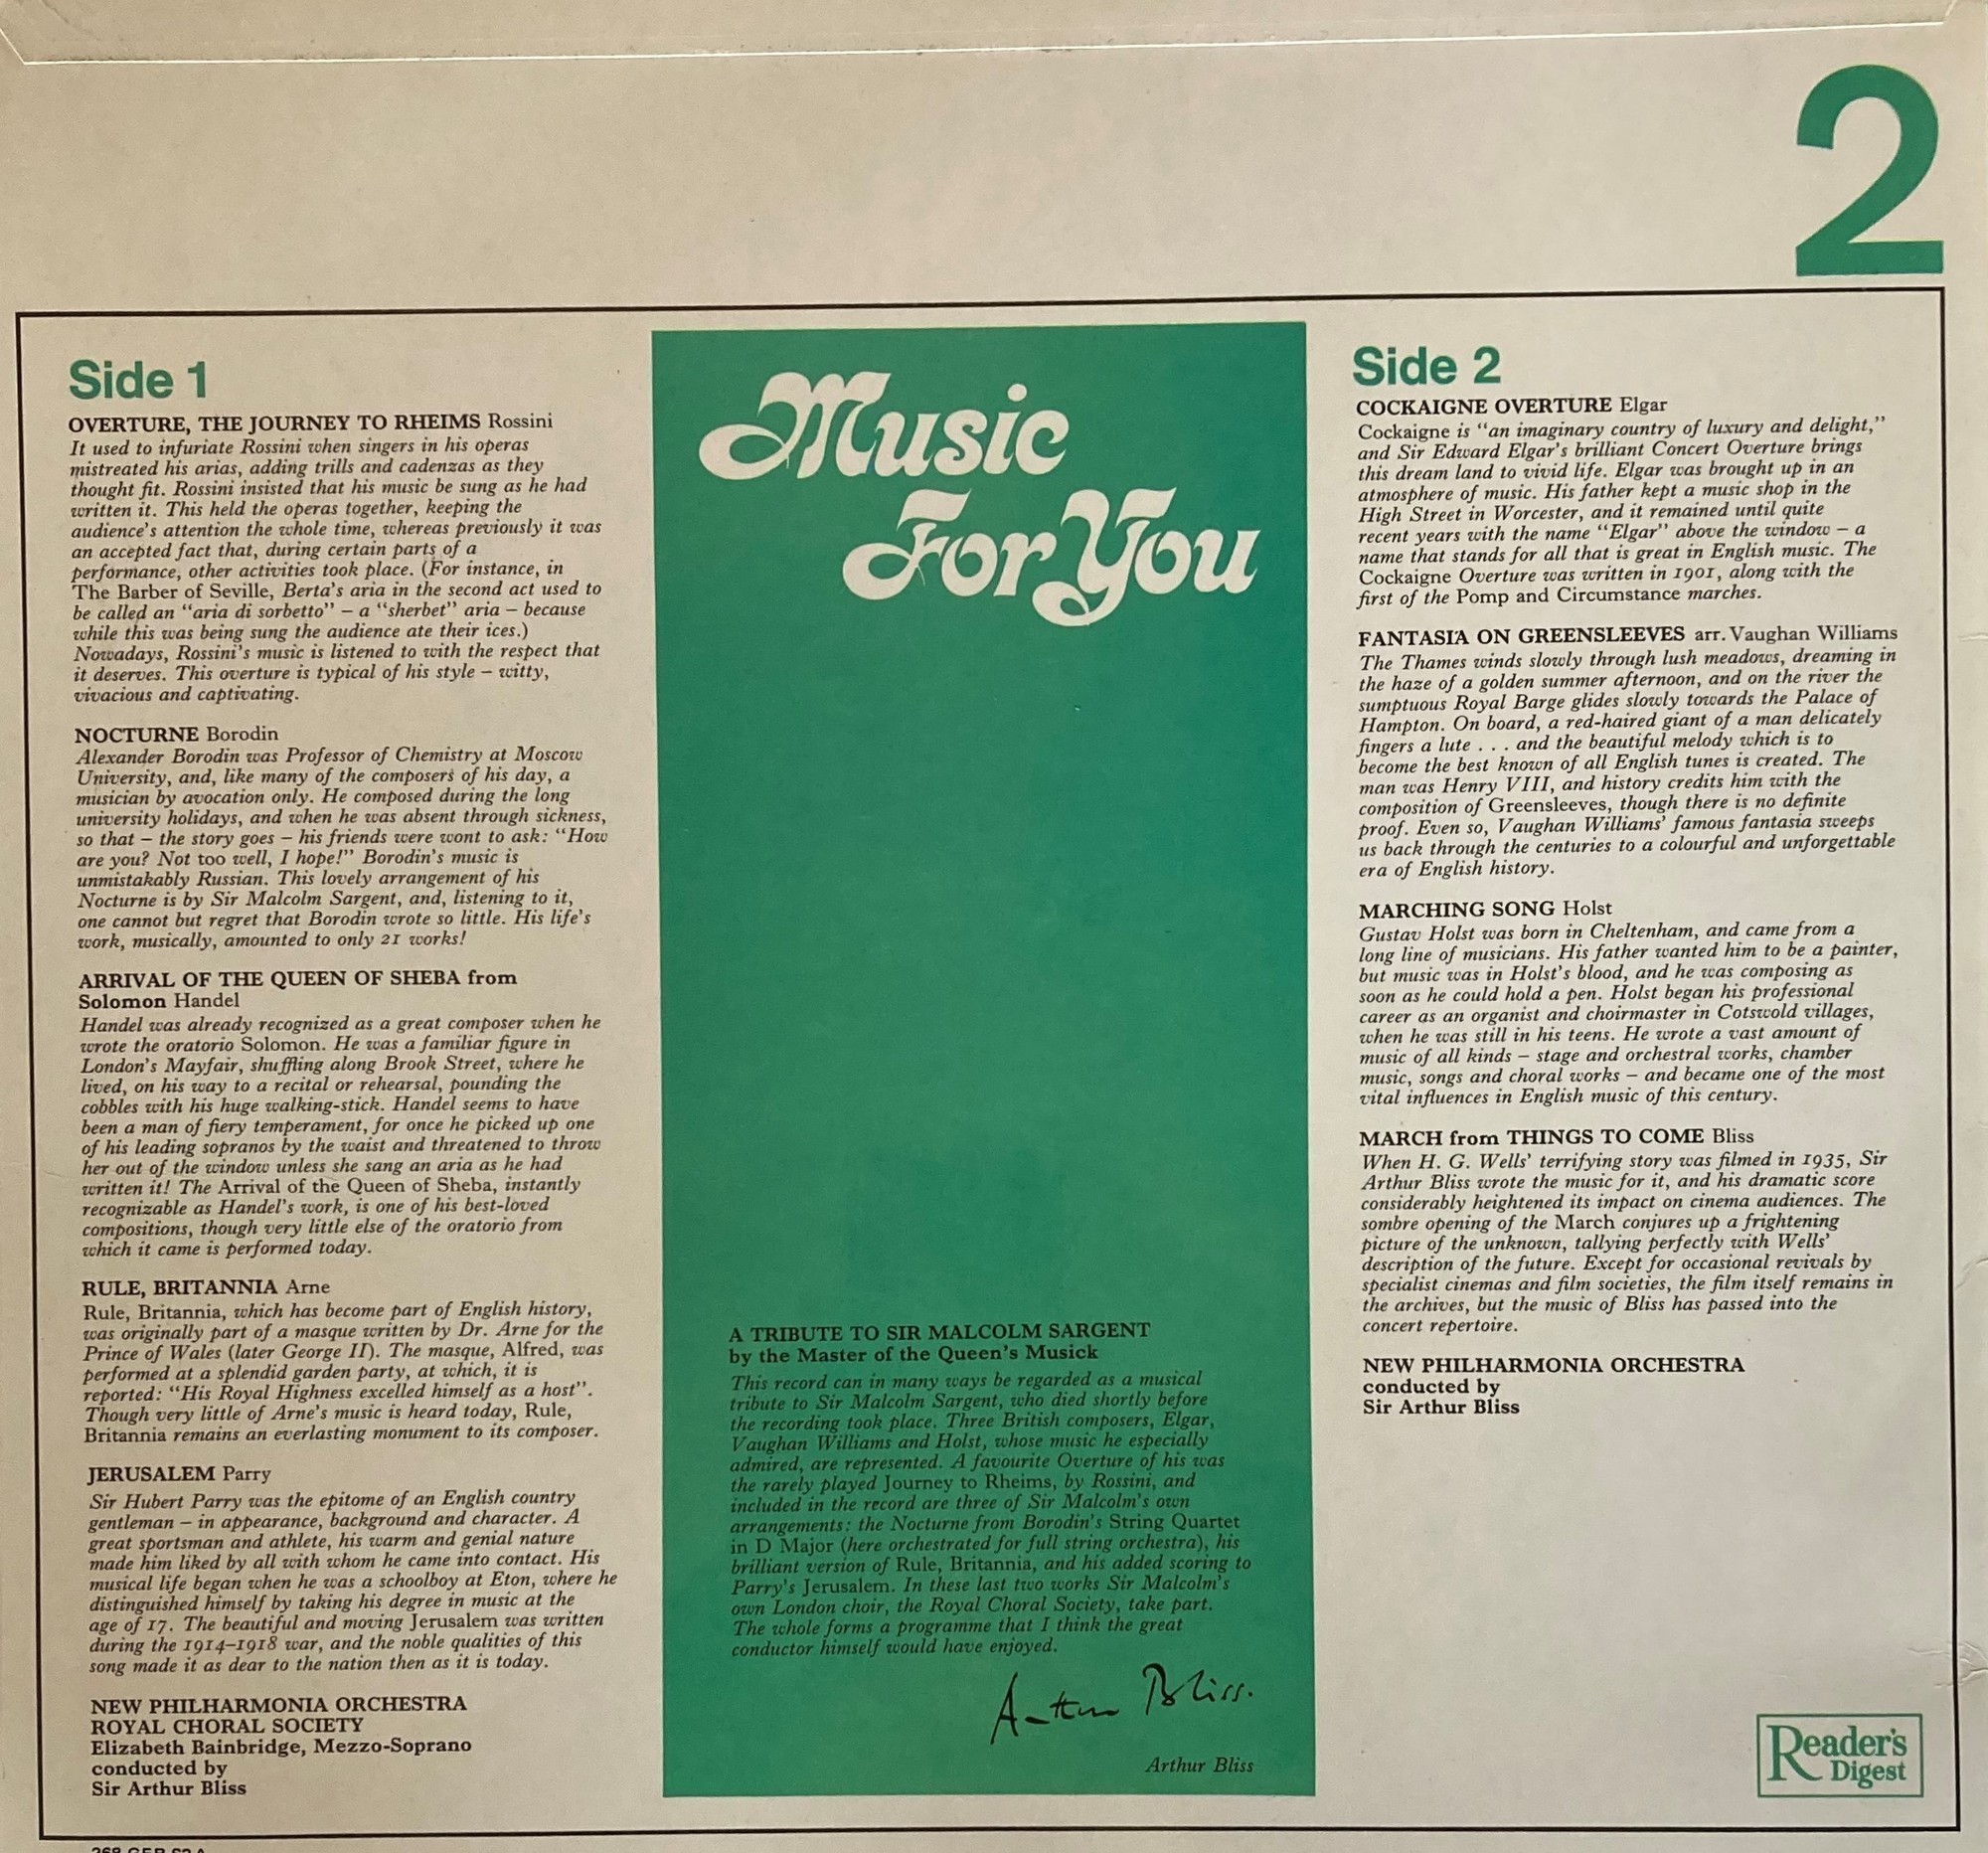 2
Side 1
OVERTURE, THE JOURNEY TO RHEIMS Rossini
It used to infuriate Rossini when singers in his operas
mistreated his arias, adding trills and cadenzas as they
thought fit. Rossini insisted that his music be sung as he had
written it. This held the operas together, keeping the
audience's attention the whole time, whereas previously it was
an accepted fact that, during certain parts of a
performance, other activities took place. (For instance, in
The Barber of Seville, Berta's aria in the second act used to
be called an "aria di sorbetto" – a "sherbet" aria – because
while this was being sung the audience ate their ices.)
Nowadays, Rossini's music is listened to with the respect that
it deserves. This overture is typical of his style – witty,
vivacious and captivating.
NOCTURNE Borodin
Alexander Borodin was Professor of Chemistry at Moscow
University, and, like many of the composers of his day, a
musician by avocation only. He composed during the long
university holidays, and when he was absent through sickness,
so that – the story goes – his friends were wont to ask: "How
are you? Not too well, I hope!" Borodin's music is
unmistakably Russian. This lovely arrangement of his
Nocturne is by Sir Malcolm Sargent, and, listening to it,
one cannot but regret that Borodin wrote so little. His life's
work, musically, amounted to only 21 works!
ARRIVAL OF THE QUEEN OF SHEBA from
Solomon Handel
Handel was already recognized as a great composer when he
wrote the oratorio Solomon. He was a familiar figure in
London's Mayfair, shuffling along Brook Street, where he
lived, on his way to a recital or rehearsal, pounding the
cobbles with his huge walking-stick. Handel seems to have
been a man of fiery temperament, for once he picked up one
of his leading sopranos by the waist and threatened to throw
her out of the window unless she sang an aria as he had
written it! The Arrival of the Queen of Sheba, instantly
recognizable as Handel's work, is one of his best-loved
compositions, though very little else of the oratorio from
which it came is performed today.
RULE, BRITANNIA Arne
Rule, Britannia, which has become part of English history,
was originally part of a masque written by Dr. Arne for the
Prince of Wales (later George II). The masque, Alfred, was
performed at a splendid garden party, at which, it is
reported: "His Royal Highness excelled himself as a host".
Though very little of Arne's music is heard today, Rule,
Britannia remains an everlasting monument to its composer.
JERUSALEM Parry
Sir Hubert Parry was the epitome of an English country
gentleman – in appearance, background and character. A
great sportsman and athlete, his warm and genial nature
made him liked by all with whom he came into contact. His
musical life began when he was a schoolboy at Eton, where he
distinguished himself by taking his degree in music at the
age of 17. The beautiful and moving Jerusalem was written
during the 1914–1918 war, and the noble qualities of this
song made it as dear to the nation then as it is today.
NEW PHILHARMONIA ORCHESTRA
ROYAL CHORAL SOCIETY
Elizabeth Bainbridge, Mezzo-Soprano
conducted by
Sir Arthur Bliss
Music
For You
A TRIBUTE TO SIR MALCOLM SARGENT
by the Master of the Queen's Musick
This record can in many ways be regarded as a musical
tribute to Sir Malcolm Sargent, who died shortly before
the recording took place. Three British composers, Elgar,
Vaughan Williams and Holst, whose music he especially
admired, are represented. A favourite Overture of his was
the rarely played Journey to Rheims, by Rossini, and
included in the record are three of Sir Malcolm's own
arrangements: the Nocturne from Borodin's String Quartet
in D Major (here orchestrated for full string orchestra), his
brilliant version of Rule, Britannia, and his added scoring to
Parry's Jerusalem. In these last two works Sir Malcolm's
own London choir, the Royal Choral Society, take part.
The whole forms a programme that I think the great
conductor himself would have enjoyed.
Arthur Bliss.
Arthur Bliss
Side 2
COCKAIGNE OVERTURE Elgar
Cockaigne is "an imaginary country of luxury and delight,"
and Sir Edward Elgar's brilliant Concert Overture brings
this dream land to vivid life. Elgar was brought up in an
atmosphere of music. His father kept a music shop in the
High Street in Worcester, and it remained until quite
recent years with the name "Elgar" above the window – a
name that stands for all that is great in English music. The
Cockaigne Overture was written in 1901, along with the
first of the Pomp and Circumstance marches.
FANTASIA ON GREENSLEEVES arr. Vaughan Williams
The Thames winds slowly through lush meadows, dreaming in
the haze of a golden summer afternoon, and on the river the
sumptuous Royal Barge glides slowly towards the Palace of
Hampton. On board, a red-haired giant of a man delicately
fingers a lute . . . and the beautiful melody which is to
become the best known of all English tunes is created. The
man was Henry VIII, and history credits him with the
composition of Greensleeves, though there is no definite
proof. Even so, Vaughan Williams' famous fantasia sweeps
us back through the centuries to a colourful and unforgettable
era of English history.
MARCHING SONG Holst
Gustav Holst was born in Cheltenham, and came from a
long line of musicians. His father wanted him to be a painter,
but music was in Holst's blood, and he was composing as
soon as he could hold a pen. Holst began his professional
career as an organist and choirmaster in Cotswold villages,
when he was still in his teens. He wrote a vast amount of
music of all kinds – stage and orchestral works, chamber
music, songs and choral works – and became one of the most
vital influences in English music of this century.
MARCH from THINGS TO COME Bliss
When H. G. Wells' terrifying story was filmed in 1935, Sir
Arthur Bliss wrote the music for it, and his dramatic score
considerably heightened its impact on cinema audiences. The
sombre opening of the March conjures up a frightening
picture of the unknown, tallying perfectly with Wells'
description of the future. Except for occasional revivals by
specialist cinemas and film societies, the film itself remains in
the archives, but the music of Bliss has passed into the
concert repertoire.
NEW PHILHARMONIA ORCHESTRA
conducted by
Sir Arthur Bliss
Reader's
Digest